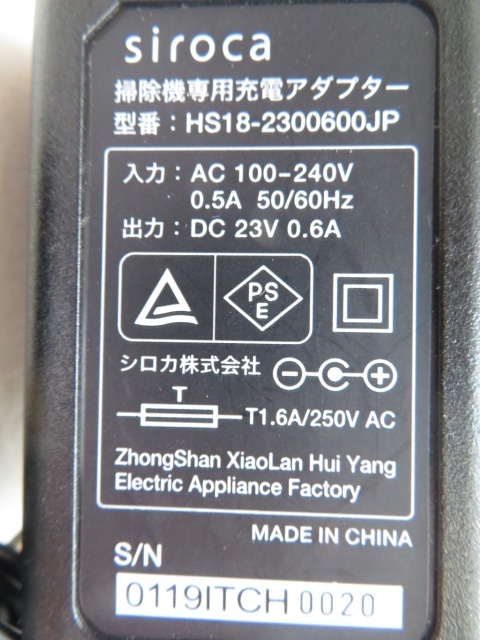 siroca
掃除機専用充電アダプター
型番：HS18-2300600JP
入力：AC 100-240V
0.5A 50/60Hz
出力：DC 23V 0.6A
PS
E
シロカ株式会社
T
T1.6A/250V AC
ZhongShan XiaoLan Hui Yang
Electric Appliance Factory
MADE IN CHINA
S/N
0119ITCH0020